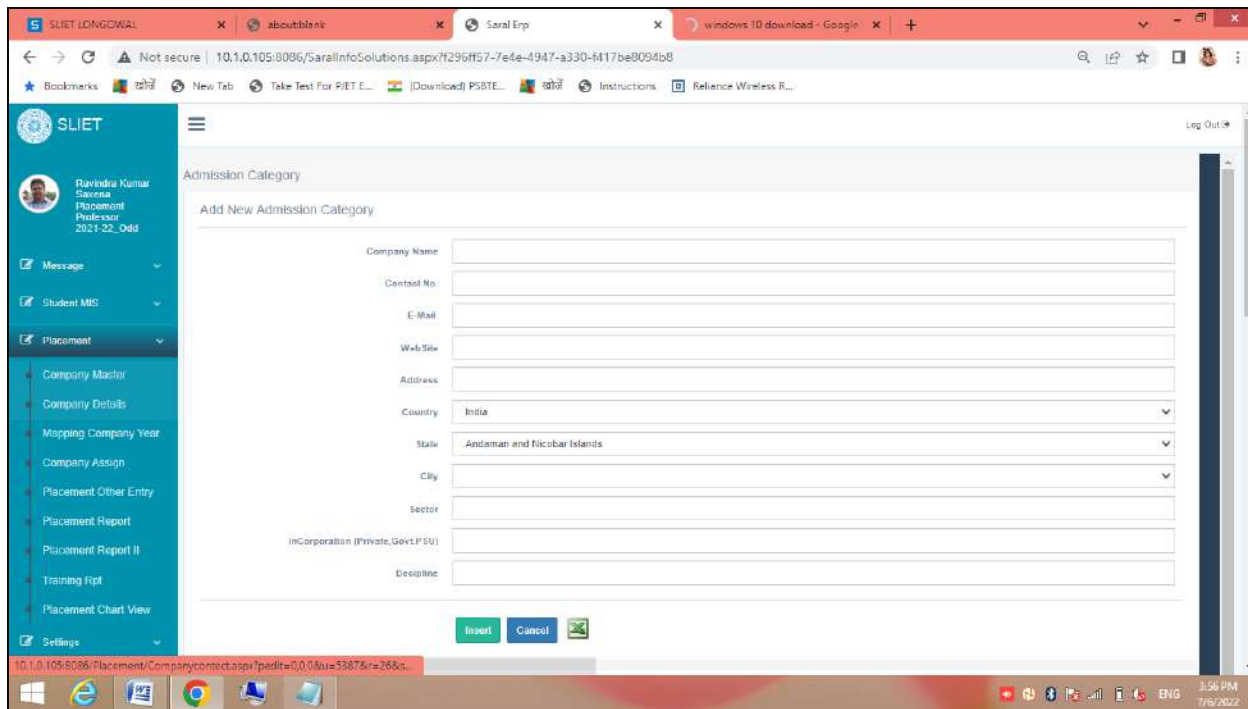 SLIET LONGOWAL
about:blank
Saral Erp
windows 10 download - Google
Not secure 10.1.0.105:8086/SaralInfoSolutions.aspx?f296ff57-7e4e-4947-a330-f417be8094b8
Bookmarks खोजें New Tab Take Test For PJET E... (Download) PSBTE... खोजें Instructions Reliance Wireless R...
SLIET
Log Out
Ravindra Kumar
Saxena
Placement
Professor
2021-22_Odd
Message
Student MIS
Placement
Company Master
Company Details
Mapping Company Year
Company Assign
Placement Other Entry
Placement Report
Placement Report II
Training Rpt
Placement Chart View
Settings
Admission Category
Add New Admission Category
Company Name
Contact No.
E-Mail
Web Site
Address
Country India
State Andaman and Nicobar Islands
City
Sector
inCorporation (Private,Govt.PSU)
Decipline
Insert Cancel
10.1.0.105:8086/Placement/Companycontect.aspx?pedit=0,0,0&u=5387&r=26&s...
ENG
3:56 PM
7/6/2022